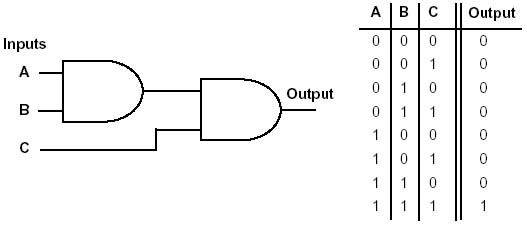 Inputs
A
B
C
Output
A B C Output
0 0 0 0
0 0 1 0
0 1 0 0
0 1 1 0
1 0 0 0
1 0 1 0
1 1 0 0
1 1 1 1